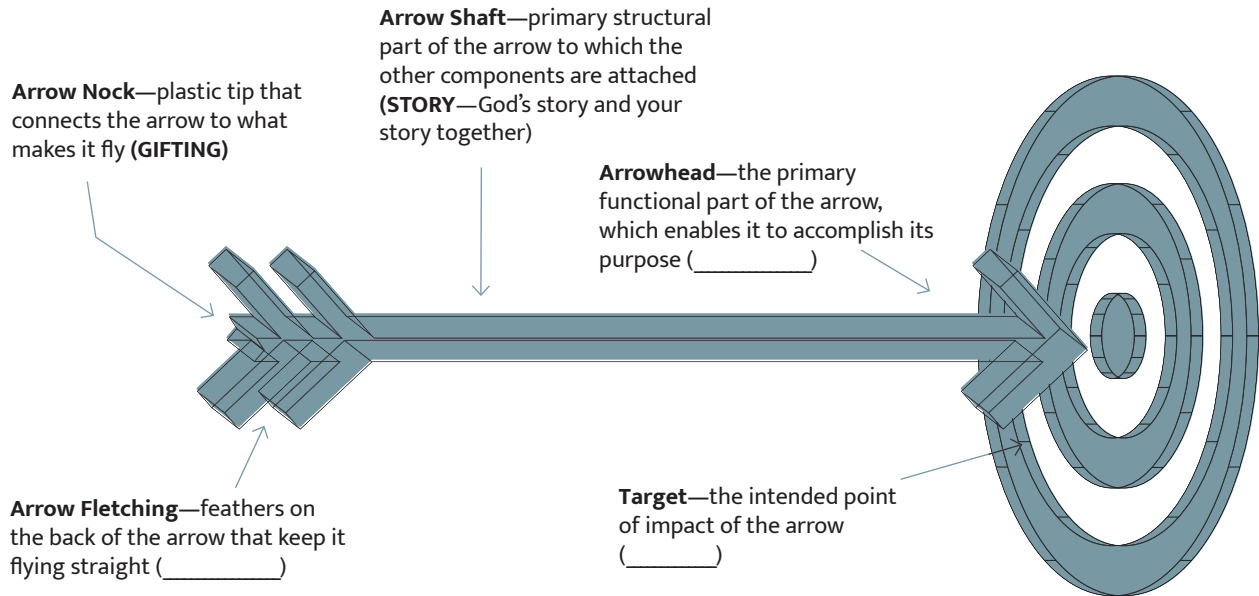 Arrow Shaft—primary structural
part of the arrow to which the
other components are attached
(STORY—God’s story and your
story together)
Arrow Nock—plastic tip that
connects the arrow to what
makes it fly (GIFTING)
Arrowhead—the primary
functional part of the arrow,
which enables it to accomplish its
purpose (____________)
Arrow Fletching—feathers on
the back of the arrow that keep it
flying straight (____________)
Target—the intended point
of impact of the arrow
(_________)